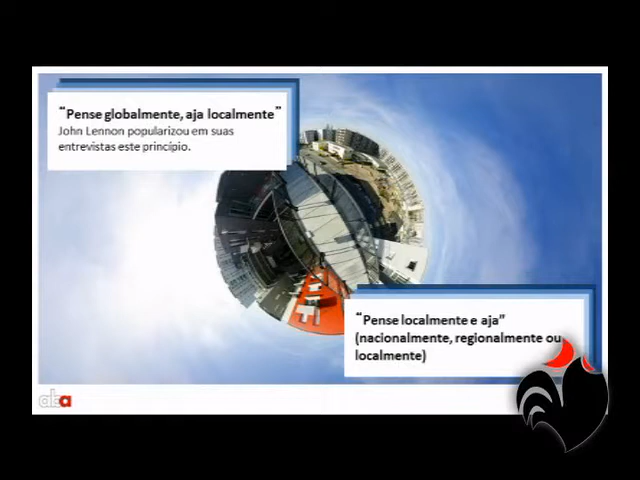 “Pense globalmente, aja localmente”
John Lennon popularizou em suas
entrevistas este princípio.
“Pense localmente e aja”
(nacionalmente, regionalmente ou
localmente)
aba